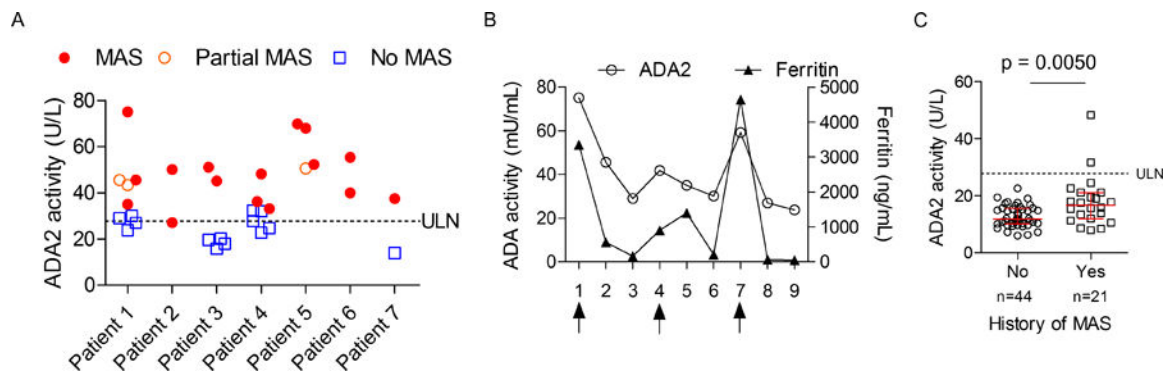 A
MAS Partial MAS No MAS
ADA2 activity (U/L)
80
60
40
20
0
ULN
Patient 1
Patient 2
Patient 3
Patient 4
Patient 5
Patient 6
Patient 7
B
ADA2 Ferritin
ADA activity (mU/mL)
80
60
40
20
0
5000
4000
3000
2000
1000
0
Ferritin (ng/mL)
1 2 3 4 5 6 7 8 9
C
p = 0.0050
ADA2 activity (U/L)
60
40
20
0
ULN
No Yes
n=44 n=21
History of MAS